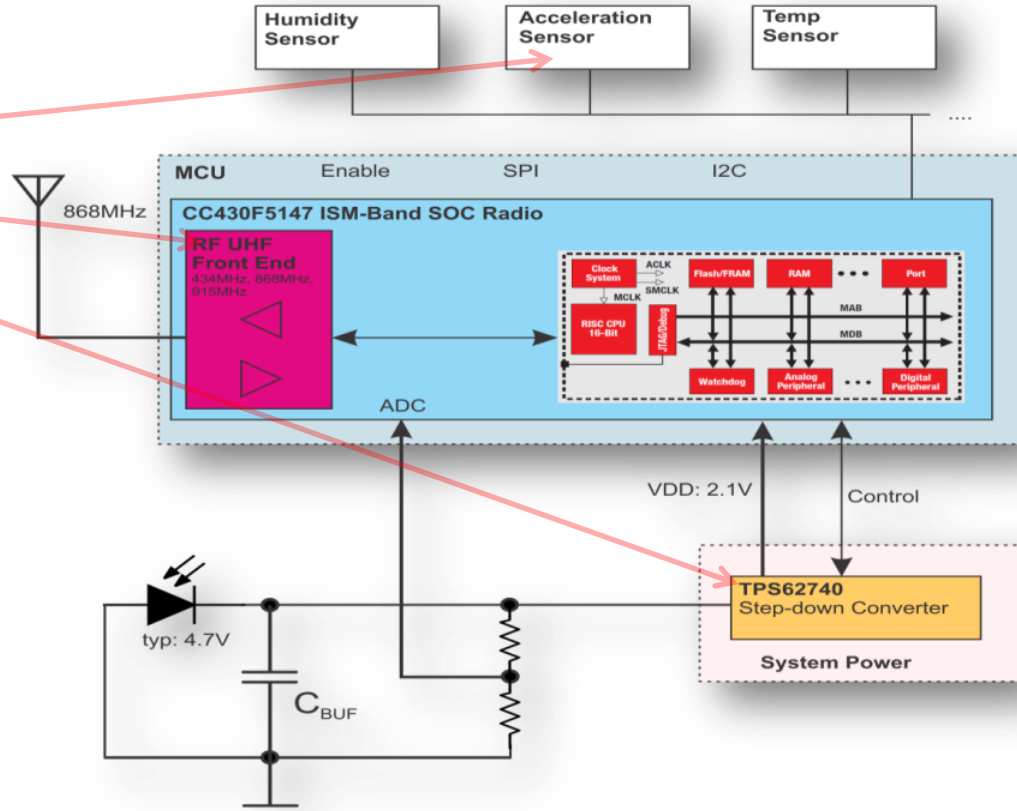 Humidity
Sensor
Acceleration
Sensor
Temp
Sensor
....
MCU
Enable
SPI
I2C
868MHz
CC430F5147 ISM-Band SOC Radio
RF UHF
Front End
434MHz, 868MHz,
915MHz
Clock
System
ACLK
SMCLK
MCLK
Flash/FRAM
RAM
Port
RISC CPU
16-Bit
JTAG/Debug
MAB
MDB
Watchdog
Analog
Peripheral
Digital
Peripheral
ADC
VDD: 2.1V
Control
TPS62740
Step-down Converter
System Power
typ: 4.7V
CBUF